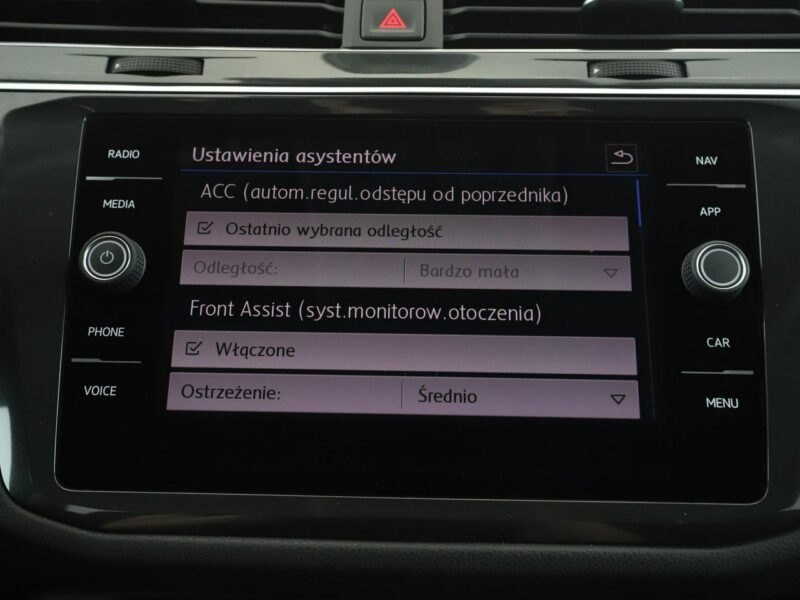 RADIO
MEDIA
PHONE
VOICE
Ustawienia asystentów
ACC (autom.regul.odstępu od poprzednika)
Ostatnio wybrana odległość
Odległość: Bardzo mała
Front Assist (syst.monitorow.otoczenia)
Włączone
Ostrzeżenie: Średnio
NAV
APP
CAR
MENU